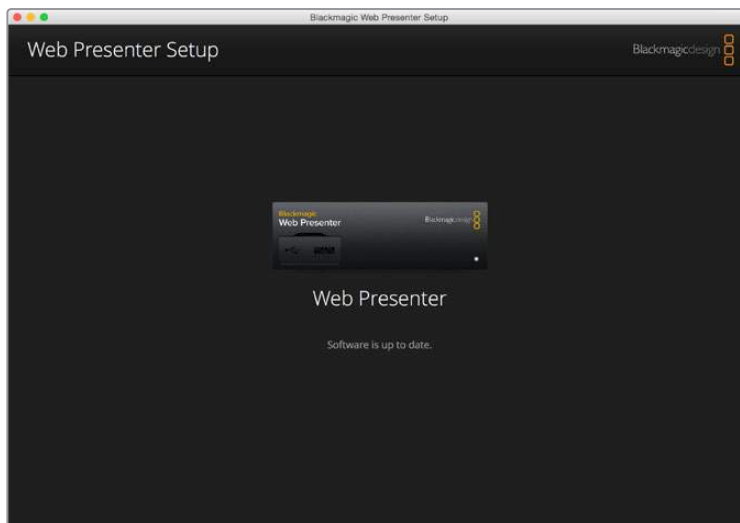 Blackmagic Web Presenter Setup
Web Presenter Setup
Blackmagicdesign
Blackmagic
Web Presenter
Blackmagicdesign
Web Presenter
Software is up to date.